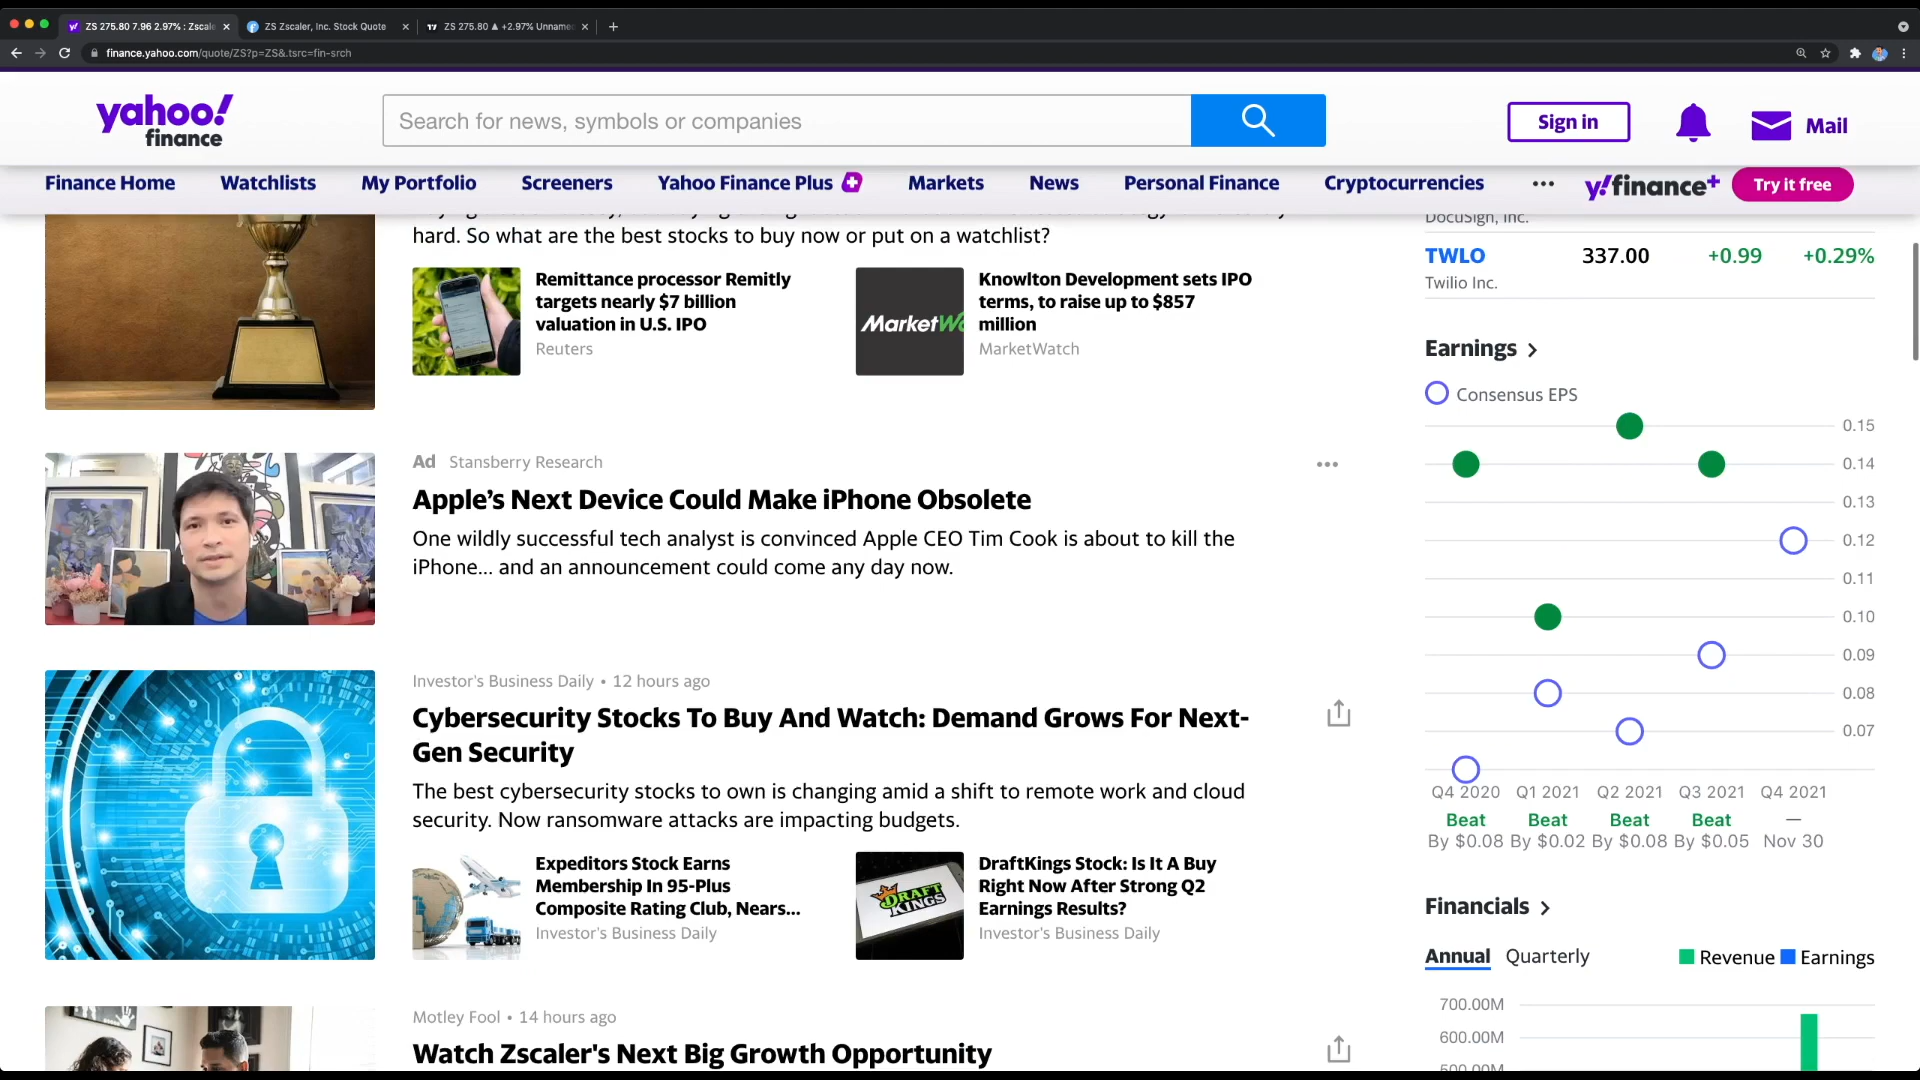 ZS 275.80 7.96 2.97% : Zscale
ZS Zscaler, Inc. Stock Quote
ZS 275.80 ▲ +2.97% Unname
finance.yahoo.com/quote/ZS?p=ZS&.tsrc=fin-srch
yahoo!
finance
Search for news, symbols or companies
Sign in
Mail
Finance Home
Watchlists
My Portfolio
Screeners
Yahoo Finance Plus
Markets
News
Personal Finance
Cryptocurrencies
y!finance+
Try it free
hard. So what are the best stocks to buy now or put on a watchlist?
Remittance processor Remitly
targets nearly $7 billion
valuation in U.S. IPO
Reuters
MarketW
Knowlton Development sets IPO
terms, to raise up to $857
million
MarketWatch
Ad Stansberry Research
Apple’s Next Device Could Make iPhone Obsolete
One wildly successful tech analyst is convinced Apple CEO Tim Cook is about to kill the
iPhone... and an announcement could come any day now.
Investor's Business Daily • 12 hours ago
Cybersecurity Stocks To Buy And Watch: Demand Grows For Next-
Gen Security
The best cybersecurity stocks to own is changing amid a shift to remote work and cloud
security. Now ransomware attacks are impacting budgets.
Expeditors Stock Earns
Membership In 95-Plus
Composite Rating Club, Nears...
Investor's Business Daily
DRAFT
KINGS
DraftKings Stock: Is It A Buy
Right Now After Strong Q2
Earnings Results?
Investor's Business Daily
Motley Fool • 14 hours ago
Watch Zscaler's Next Big Growth Opportunity
DocuSign, Inc.
TWLO 337.00 +0.99 +0.29%
Twilio Inc.
Earnings
Consensus EPS
0.15
0.14
0.13
0.12
0.11
0.10
0.09
0.08
0.07
Q4 2020 Q1 2021 Q2 2021 Q3 2021 Q4 2021
Beat Beat Beat Beat —
By $0.08 By $0.02 By $0.08 By $0.05 Nov 30
Financials
Annual Quarterly Revenue Earnings
700.00M
600.00M
500.00M